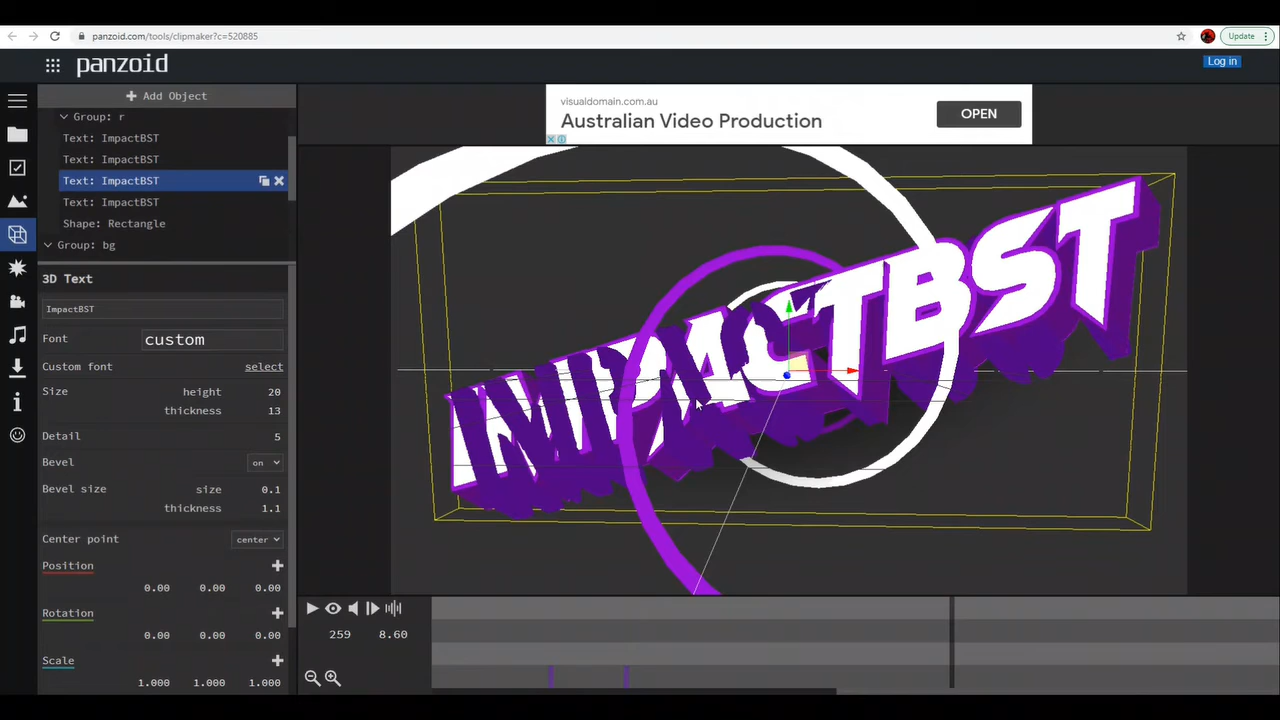 panzoid.com/tools/clipmaker?c=520885
Update
panzoid
Log in
Add Object
visualdomain.com.au
Australian Video Production
OPEN
Group: r
Text: ImpactBST
Text: ImpactBST
Text: ImpactBST
Text: ImpactBST
Shape: Rectangle
Group: bg
3D Text
ImpactBST
Font custom
Custom font select
Size height 20
thickness 13
Detail 5
Bevel on
Bevel size size 0.1
thickness 1.1
Center point center
Position
0.00 0.00 0.00
Rotation
0.00 0.00 0.00
Scale
1.000 1.000 1.000
IMPACTBST
259 8.60